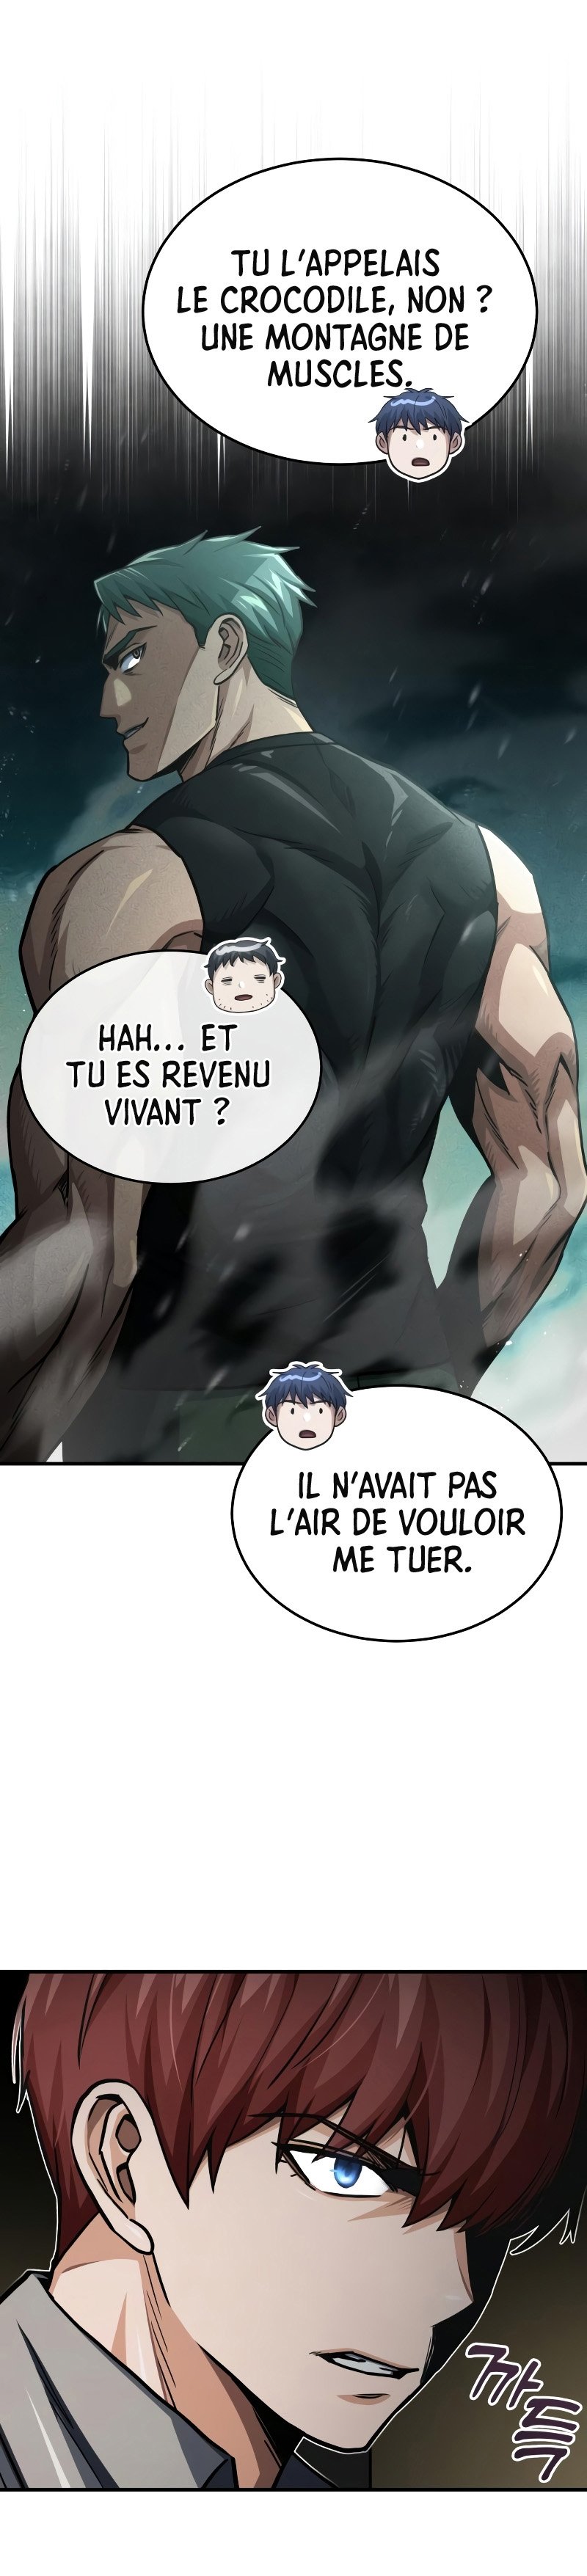 TU L'APPELAIS
LE CROCODILE, NON ?
UNE MONTAGNE DE
MUSCLES.
HAH... ET
TU ES REVENU
VIVANT ?
IL N'AVAIT PAS
L'AIR DE VOULOIR
ME TUER.
까득